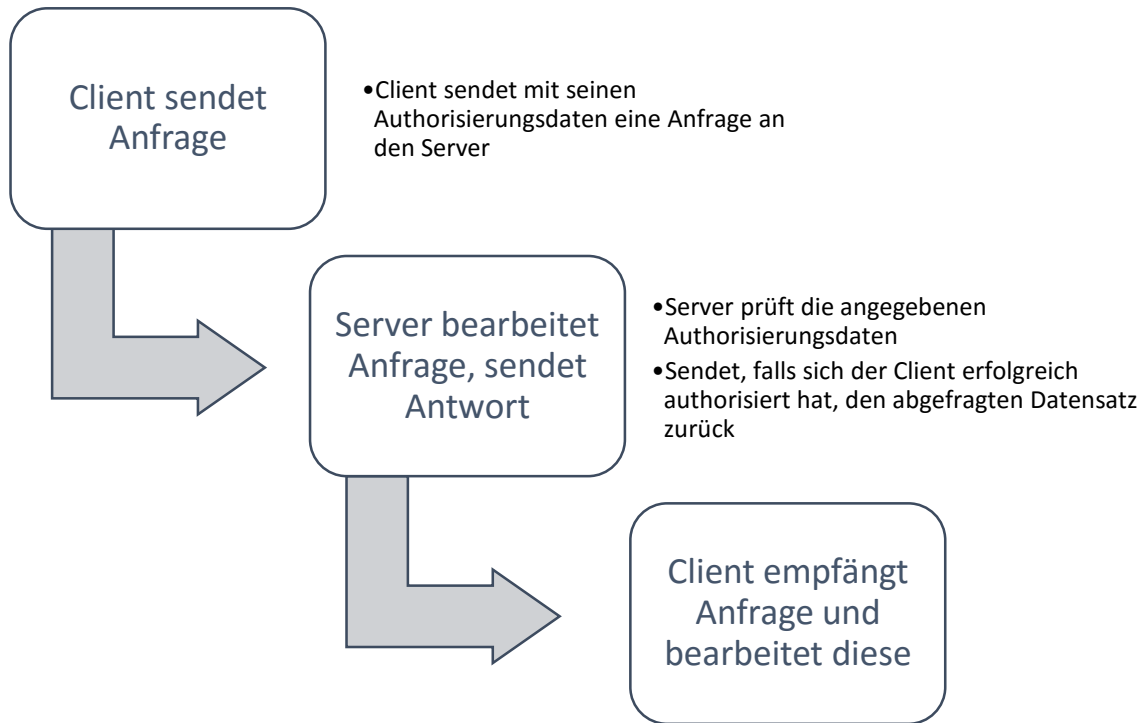 Client sendet
Anfrage
•Client sendet mit seinen
Authorisierungsdaten eine Anfrage an
den Server
Server bearbeitet
Anfrage, sendet
Antwort
•Server prüft die angegebenen
Authorisierungsdaten
•Sendet, falls sich der Client erfolgreich
authorisiert hat, den abgefragten Datensatz
zurück
Client empfängt
Anfrage und
bearbeitet diese